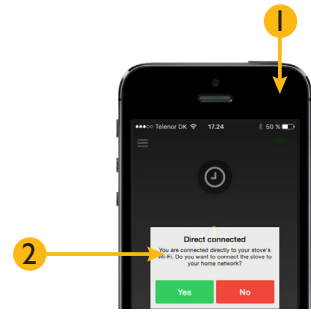 1
●●●○○ Telenor DK 17.24 50 %
Direct connected
2
You are connected directly to your stove's
Wi-Fi. Do you want to connect the stove to
your home network?
Yes No